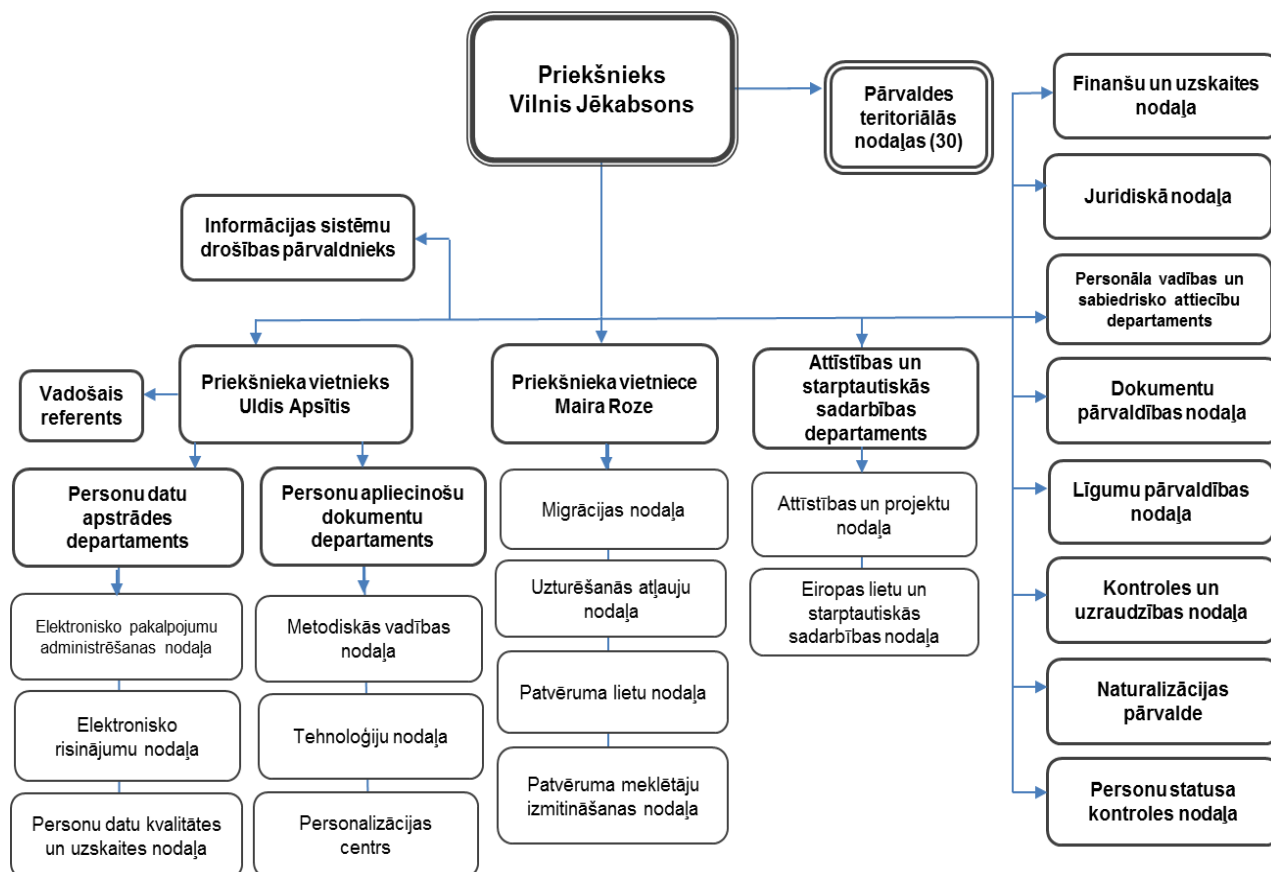 Priekšnieks
Vilnis Jēkabsons
Pārvaldes
teritoriālās
nodaļas (30)
Informācijas sistēmu
drošības pārvaldnieks
Vadošais
referents
Priekšnieka vietnieks
Uldis Apsītis
Priekšnieka vietniece
Maira Roze
Attīstības un
starptautiskās
sadarbības
departaments
Personu datu
apstrādes
departaments
Elektronisko pakalpojumu
administrēšanas nodaļa
Elektronisko
risinājumu nodaļa
Personu datu kvalitātes
un uzskaites nodaļa
Personu apliecinošu
dokumentu
departaments
Metodiskās vadības
nodaļa
Tehnoloģiju nodaļa
Personalizācijas
centrs
Migrācijas nodaļa
Uzturēšanās atļauju
nodaļa
Patvēruma lietu nodaļa
Patvēruma meklētāju
izmitināšanas nodaļa
Attīstības un projektu
nodaļa
Eiropas lietu un
starptautiskās
sadarbības nodaļa
Finanšu un uzskaites
nodaļa
Juridiskā nodaļa
Personāla vadības un
sabiedrisko attiecību
departaments
Dokumentu
pārvaldības nodaļa
Līgumu pārvaldības
nodaļa
Kontroles un
uzraudzības nodaļa
Naturalizācijas
pārvalde
Personu statusa
kontroles nodaļa